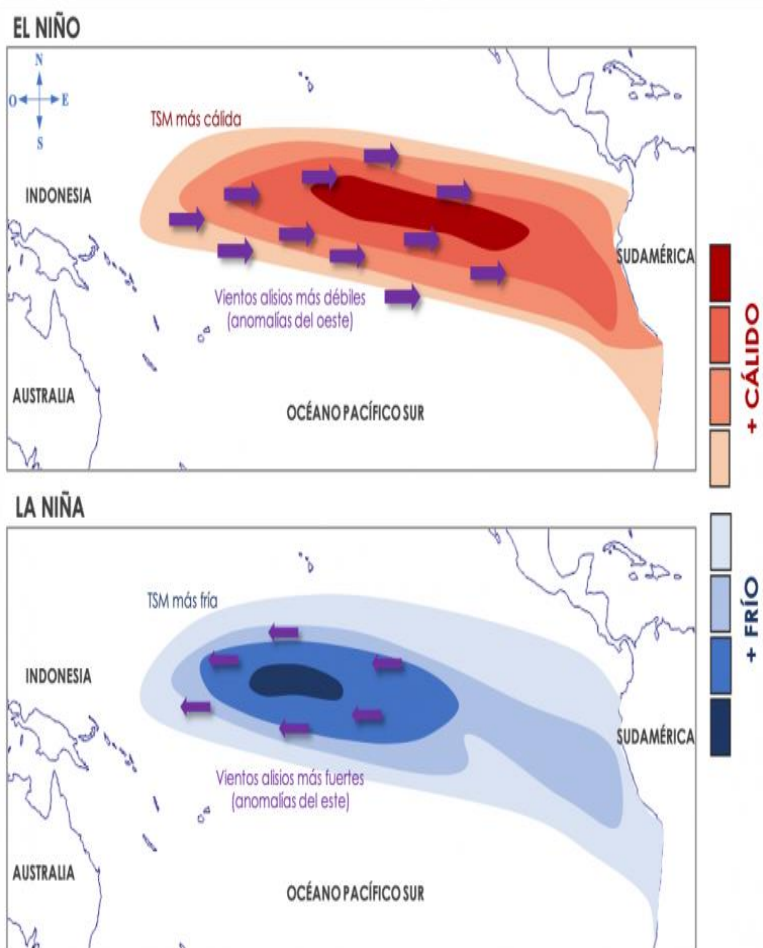 EL NIÑO
N
O E
S
TSM más cálida
INDONESIA
SUDAMÉRICA
Vientos alisios más débiles
(anomalías del oeste)
AUSTRALIA
OCÉANO PACÍFICO SUR
+ CÁLIDO
LA NIÑA
TSM más fría
INDONESIA
SUDAMÉRICA
Vientos alisios más fuertes
(anomalías del este)
AUSTRALIA
OCÉANO PACÍFICO SUR
+ FRÍO